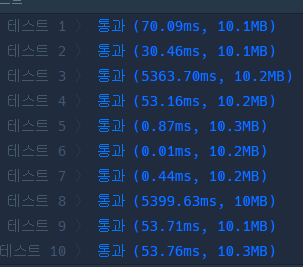 테스트 1 〉 통과 (70.09ms, 10.1MB)
테스트 2 〉 통과 (30.46ms, 10.1MB)
테스트 3 〉 통과 (5363.70ms, 10.2MB)
테스트 4 〉 통과 (53.16ms, 10.2MB)
테스트 5 〉 통과 (0.87ms, 10.3MB)
테스트 6 〉 통과 (0.01ms, 10.2MB)
테스트 7 〉 통과 (0.44ms, 10.2MB)
테스트 8 〉 통과 (5399.63ms, 10MB)
테스트 9 〉 통과 (53.71ms, 10.1MB)
테스트 10 〉 통과 (53.76ms, 10.3MB)